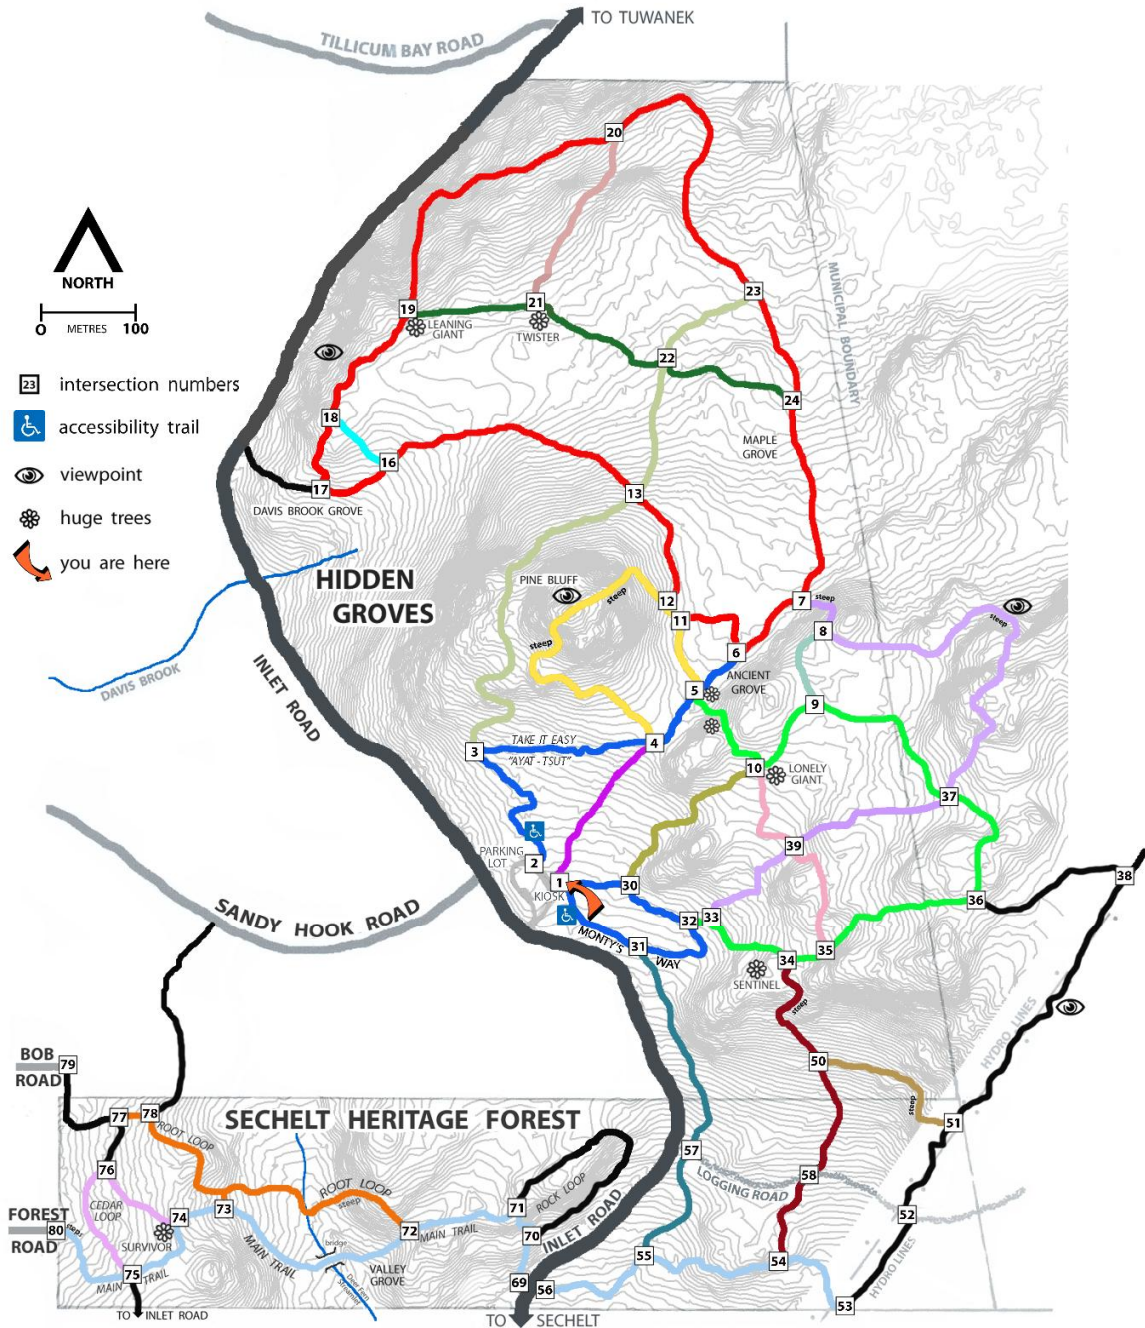 TO TUWANEK
TILLICUM BAY ROAD
20
NORTH
0 METRES 100
23
MUNICIPAL BOUNDARY
19
LEANING
GIANT
21
TWISTER
22
24
23 intersection numbers
accessibility trail
viewpoint
huge trees
you are here
18
16
17
DAVIS BROOK GROVE
13
MAPLE
GROVE
HIDDEN
GROVES
PINE BLUFF
steep
steep
12
11
7
steep
8
steep
6
ANCIENT
GROVE
5
9
DAVIS BROOK
INLET ROAD
3
TAKE IT EASY
"AYAT-TSUT"
4
10
LONELY
GIANT
37
39
PARKING
LOT
2
1
KIOSK
30
32
33
MONTY'S
WAY
31
34
35
36
38
SENTINEL
steep
SANDY HOOK ROAD
HYDRO LINES
50
steep
51
BOB
ROAD
79
77
78
SECHELT HERITAGE FOREST
ROOT LOOP
76
CEDAR
LOOP
ROOT LOOP
steep
71
ROCK LOOP
57
LOGGING ROAD
58
52
FOREST
ROAD
80
steps
74
73
SURVIVOR
MAIN TRAIL
72
MAIN TRAIL
70
INLET ROAD
bridge
VALLEY
GROVE
Deer Fern
Streamlet
MAIN TRAIL
75
69
56
55
54
53
HYDRO LINES
TO INLET ROAD
TO SECHELT